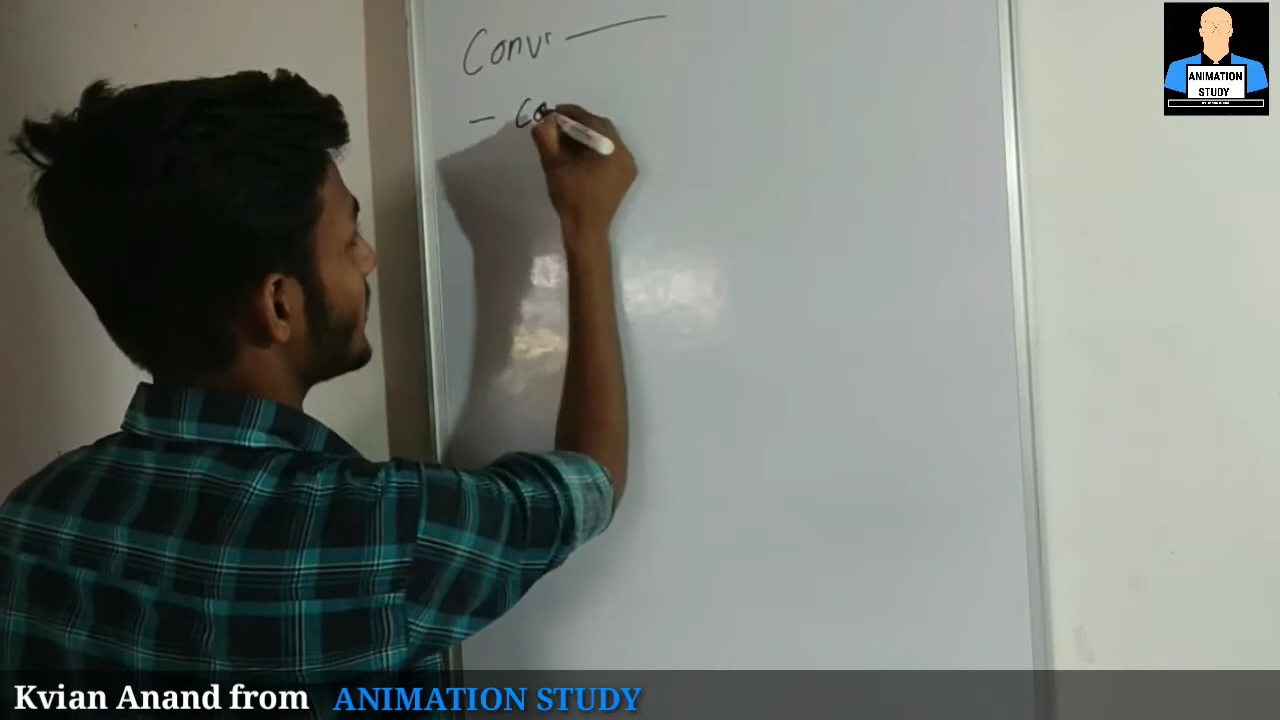 Conv
- Co
ANIMATION
STUDY
Kvian Anand from ANIMATION STUDY